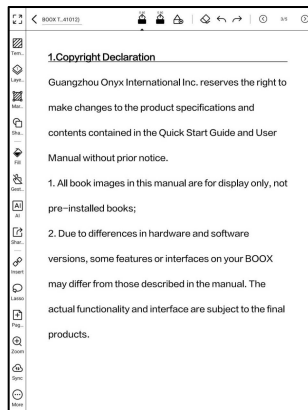 BOOX T...41012)
3/5
Tem...
Laye...
Mar...
Sha...
Fill
Gest...
AI
AI
Shar...
Insert
Lasso
Pag...
Zoom
Sync
More
1.Copyright Declaration
Guangzhou Onyx International Inc. reserves the right to
make changes to the product specifications and
contents contained in the Quick Start Guide and User
Manual without prior notice.
1. All book images in this manual are for display only, not
pre-installed books;
2. Due to differences in hardware and software
versions, some features or interfaces on your BOOX
may differ from those described in the manual. The
actual functionality and interface are subject to the final
products.